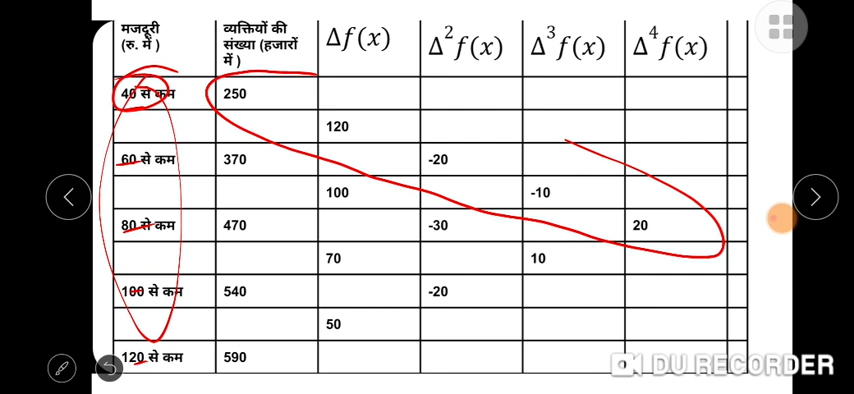 मजदूरी
(रु. में )
व्यक्तियों की
संख्या (हजारों
में )
Δf(x)
Δ²f(x)
Δ³f(x)
Δ⁴f(x)
40 से कम 250
120
60 से कम 370 -20
100 -10
80 से कम 470 -30 20
70 10
100 से कम 540 -20
50
120 से कम 590
DU RECORDER